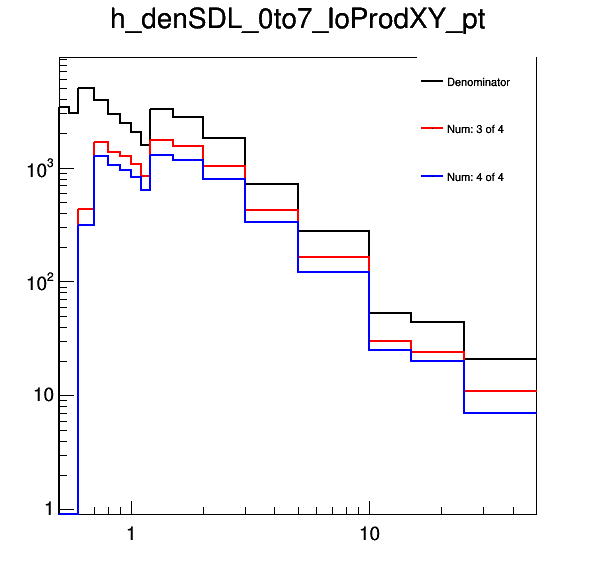 h_denSDL_0to7_loProdXY_pt
Denominator
Num: 3 of 4
Num: 4 of 4
10³
10²
10
1
1 10